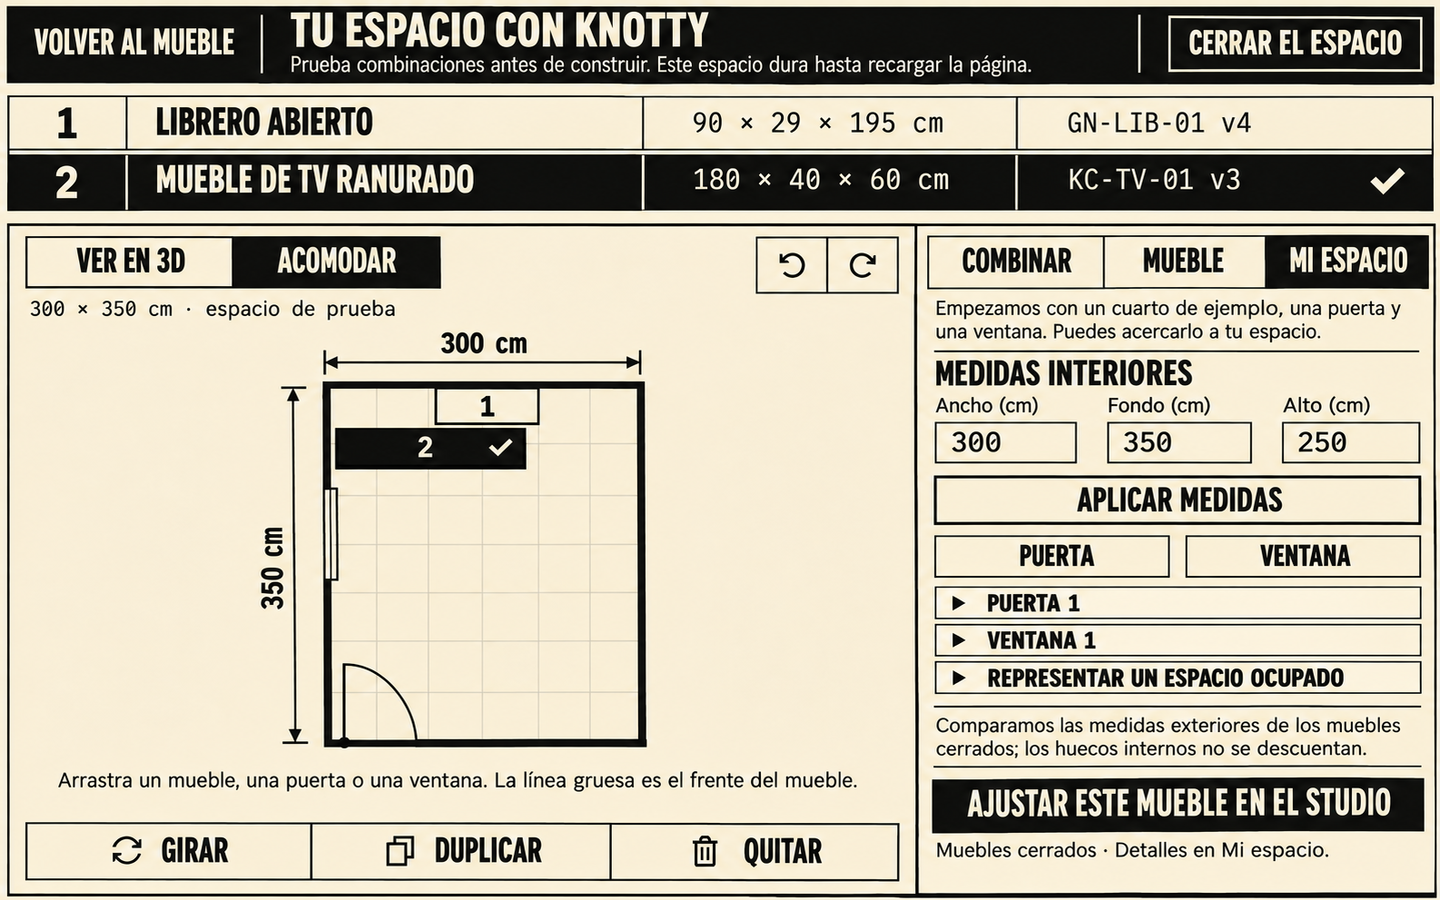 VOLVER AL MUEBLE
TU ESPACIO CON KNOTTY
Prueba combinaciones antes de construir. Este espacio dura hasta recargar la página.
CERRAR EL ESPACIO
1 LIBRERO ABIERTO 90 × 29 × 195 cm GN-LIB-01 v4
2 MUEBLE DE TV RANURADO 180 × 40 × 60 cm KC-TV-01 v3
VER EN 3D ACOMODAR
300 × 350 cm · espacio de prueba
300 cm
1
2
350 cm
Arrastra un mueble, una puerta o una ventana. La línea gruesa es el frente del mueble.
GIRAR DUPLICAR QUITAR
COMBINAR MUEBLE MI ESPACIO
Empezamos con un cuarto de ejemplo, una puerta y
una ventana. Puedes acercarlo a tu espacio.
MEDIDAS INTERIORES
Ancho (cm) Fondo (cm) Alto (cm)
300 350 250
APLICAR MEDIDAS
PUERTA VENTANA
PUERTA 1
VENTANA 1
REPRESENTAR UN ESPACIO OCUPADO
Comparamos las medidas exteriores de los muebles
cerrados; los huecos internos no se descuentan.
AJUSTAR ESTE MUEBLE EN EL STUDIO
Muebles cerrados · Detalles en Mi espacio.